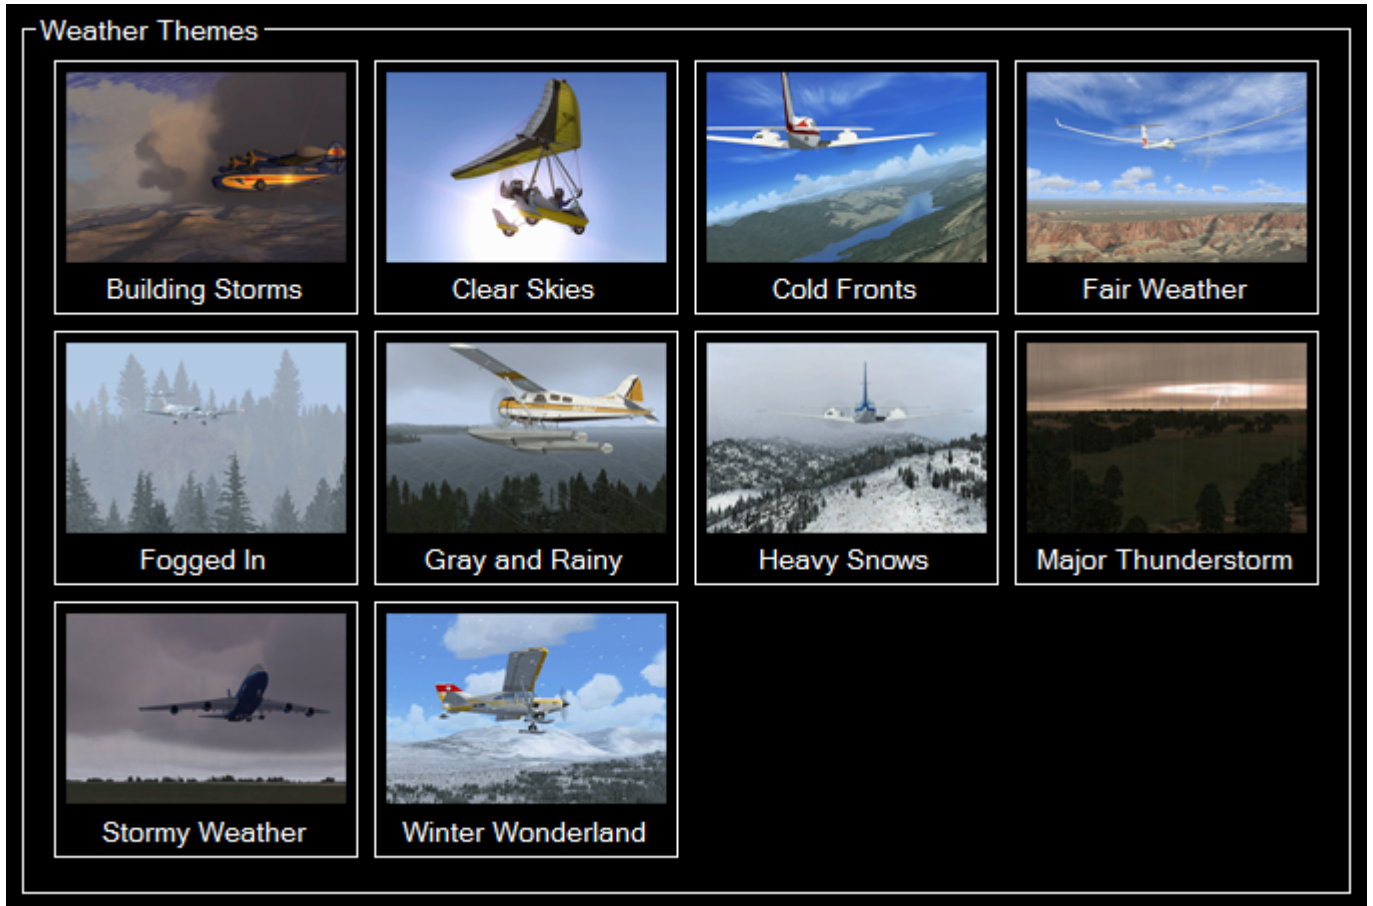 Weather Themes
Building Storms
Clear Skies
Cold Fronts
Fair Weather
Fogged In
Gray and Rainy
Heavy Snows
Major Thunderstorm
Stormy Weather
Winter Wonderland